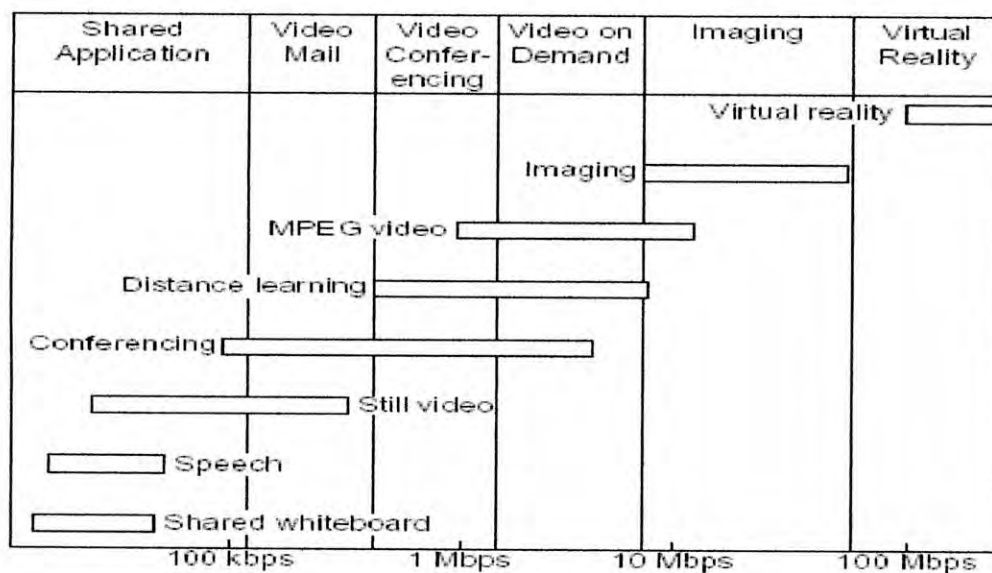 Shared
Application
Video
Mail
Video
Confer-
encing
Video on
Demand
Imaging
Virtual
Reality
Virtual reality
Imaging
MPEG video
Distance learning
Conferencing
Still video
Speech
Shared whiteboard
100 kbps
1 Mbps
10 Mbps
100 Mbps